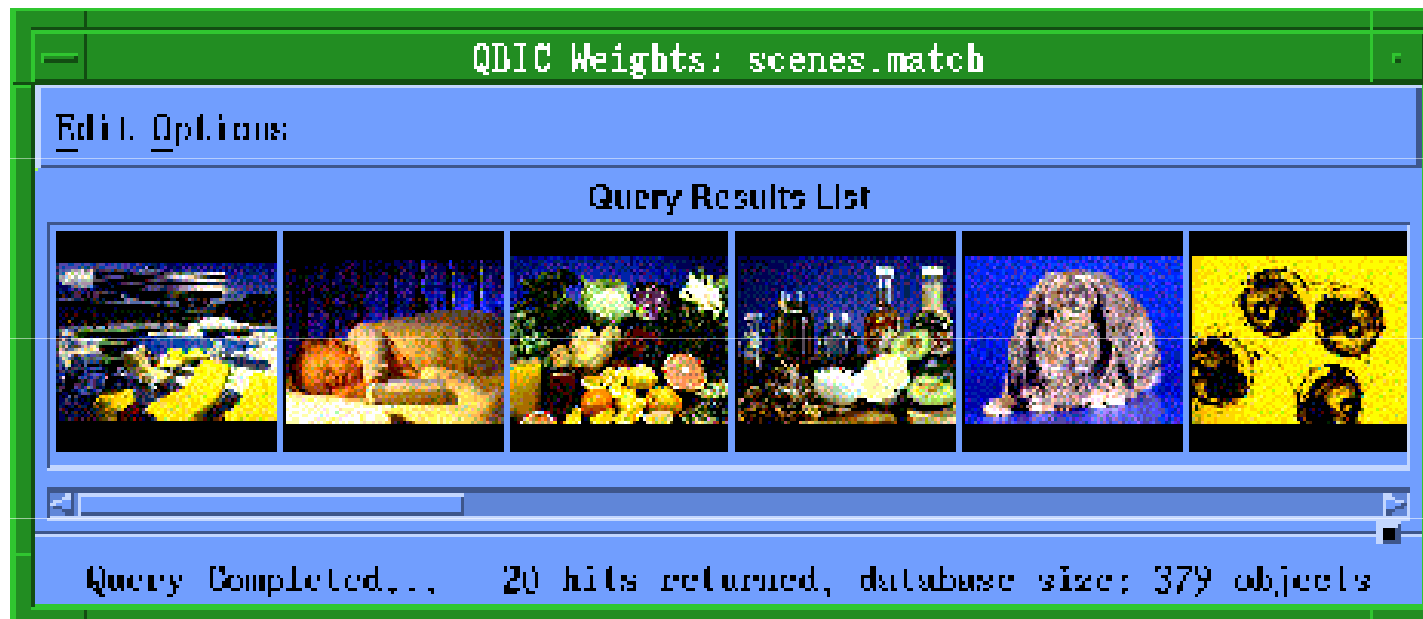 QBIC Weights: scenes.match
Edit Options
Query Results List
Query Completed... 20 hits returned, database size: 379 objects